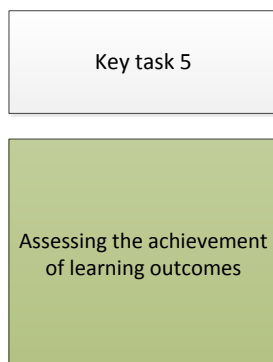 Key task 5
Assessing the achievement
of learning outcomes